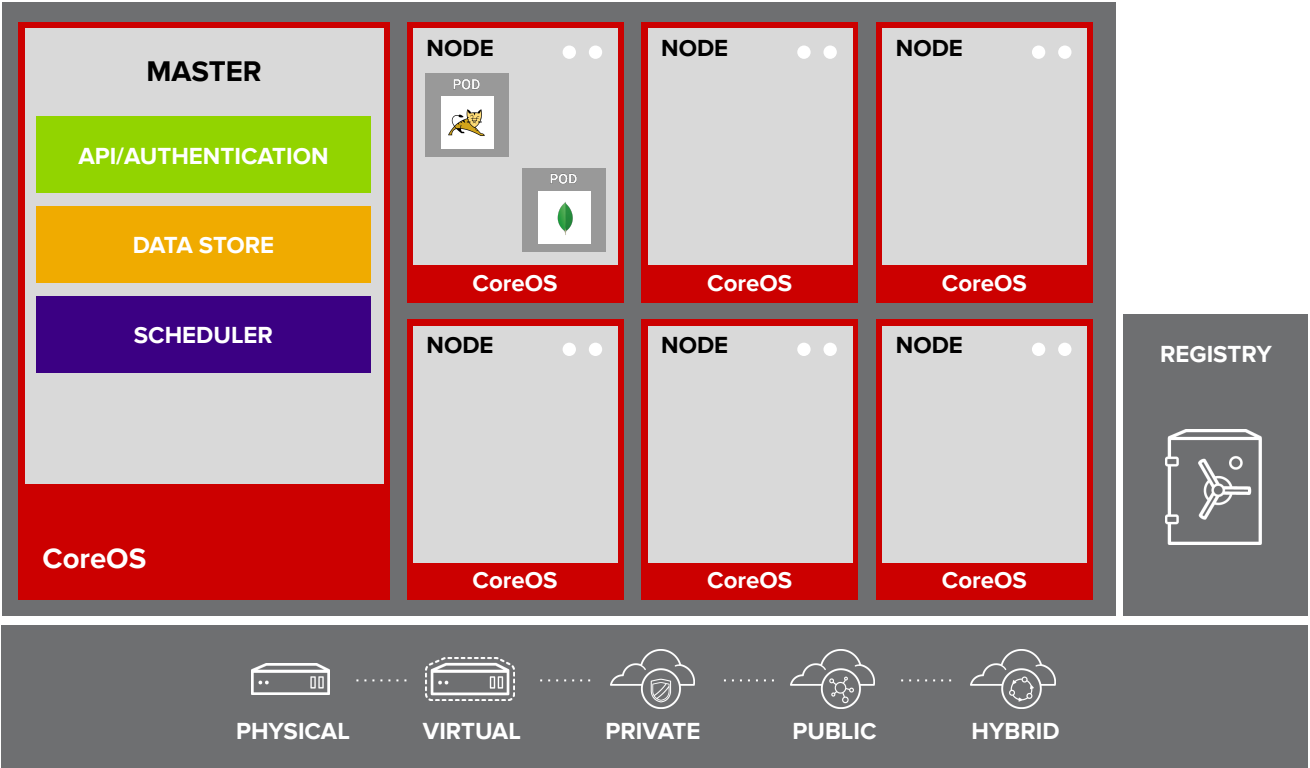 MASTER
API/AUTHENTICATION
DATA STORE
SCHEDULER
CoreOS
NODE
POD
POD
CoreOS
NODE
CoreOS
NODE
CoreOS
NODE
CoreOS
NODE
CoreOS
NODE
CoreOS
REGISTRY
PHYSICAL
VIRTUAL
PRIVATE
PUBLIC
HYBRID